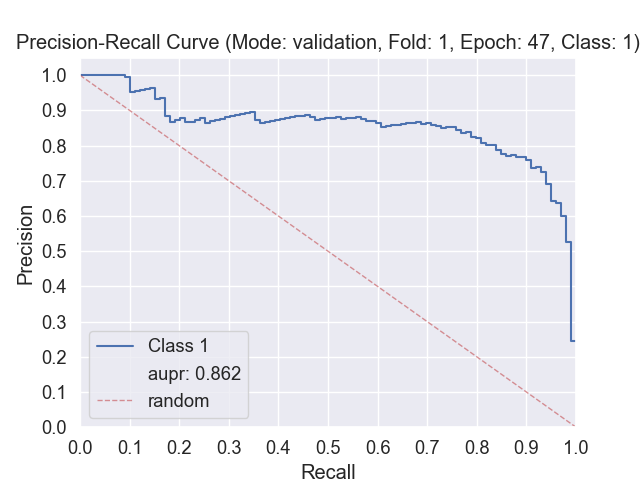 Precision-Recall Curve (Mode: validation, Fold: 1, Epoch: 47, Class: 1)
1.0
0.9
0.8
0.7
0.6
0.5
0.4
0.3
0.2
0.1
0.0
Precision
Class 1
aupr: 0.862
random
0.0 0.1 0.2 0.3 0.4 0.5 0.6 0.7 0.8 0.9 1.0
Recall